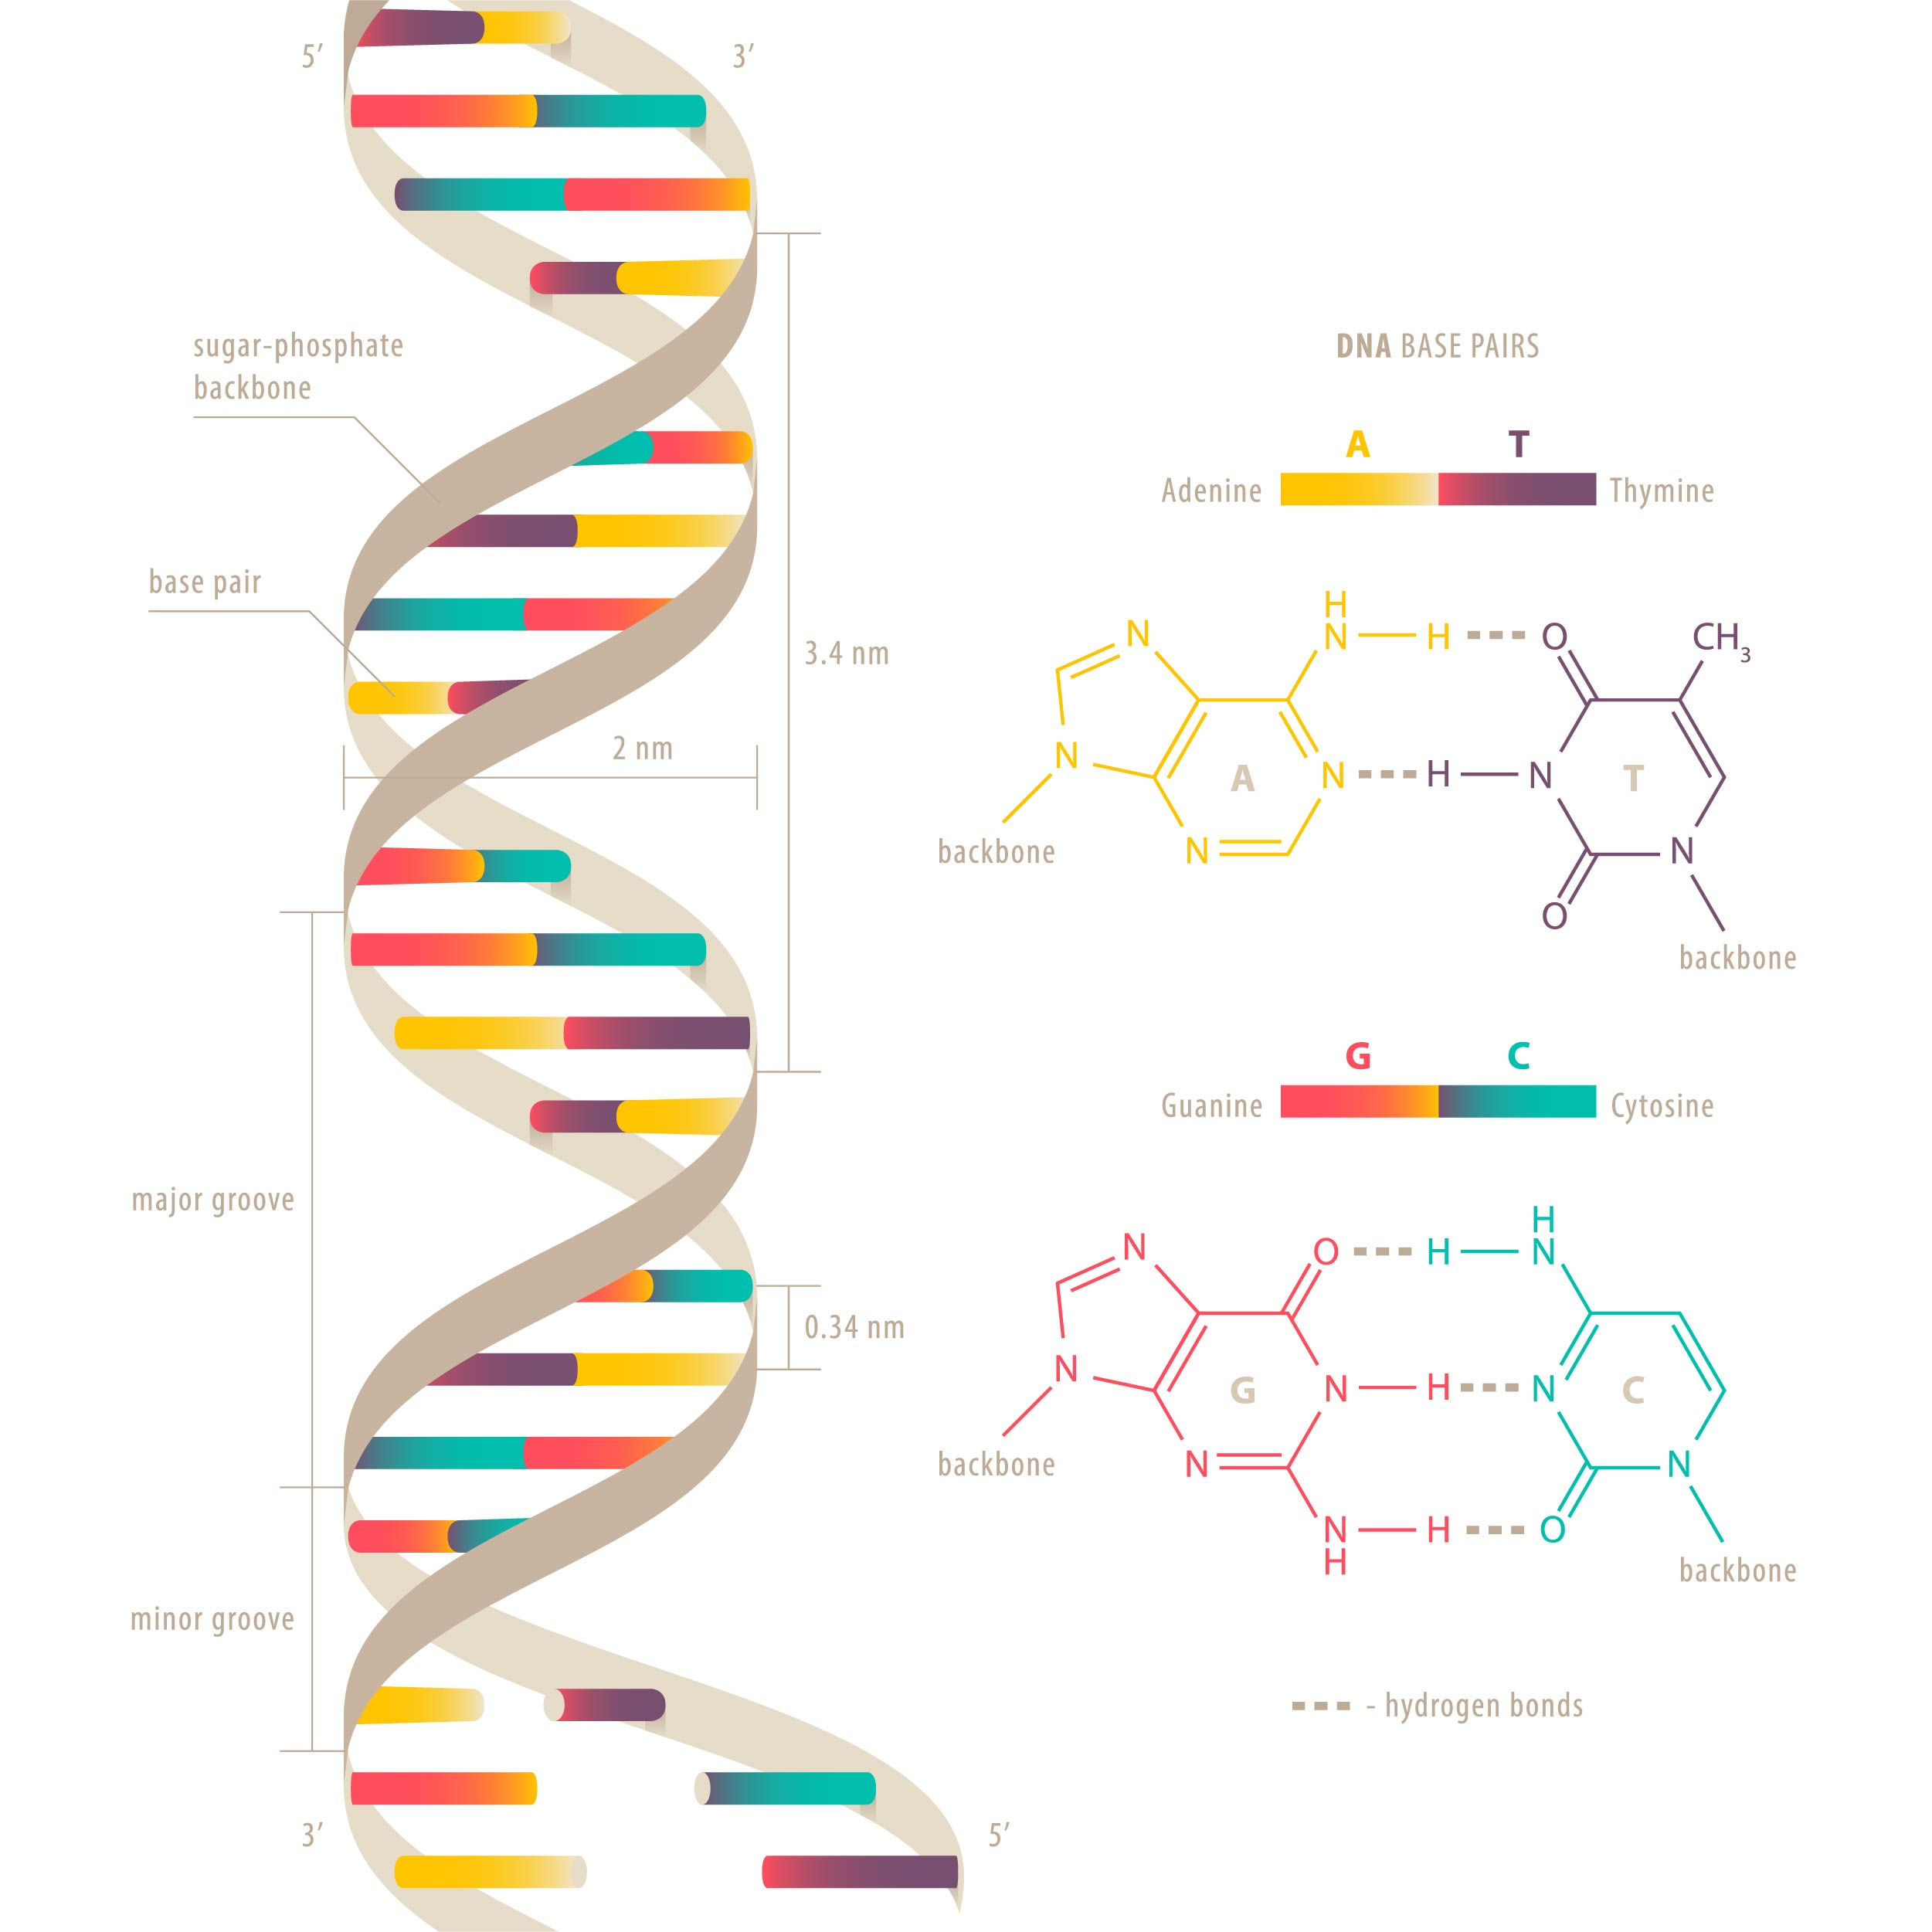 5′
3′
sugar-phosphate
backbone
base pair
3.4 nm
2 nm
major groove
0.34 nm
minor groove
3′
5′
DNA BASE PAIRS
A T
Adenine Thymine
H
N N H O CH3
N A N H N T
backbone N N
O
backbone
G C
Guanine Cytosine
H
N O H N
N G N H N C
backbone N N
N H O
H
backbone
- hydrogen bonds